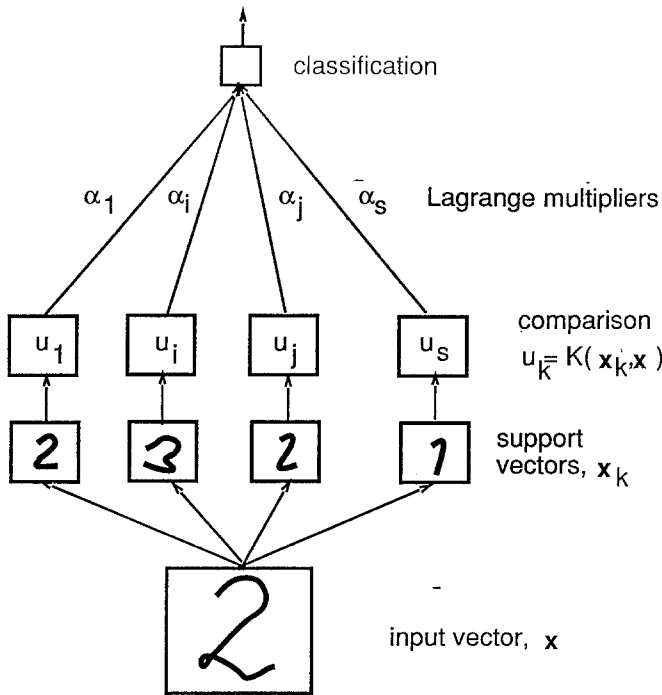 classification
α1 αi αj αs Lagrange multipliers
comparison
u1 ui uj us uk= K( xk, x )
2 3 2 1 support
vectors, xk
2
input vector, x